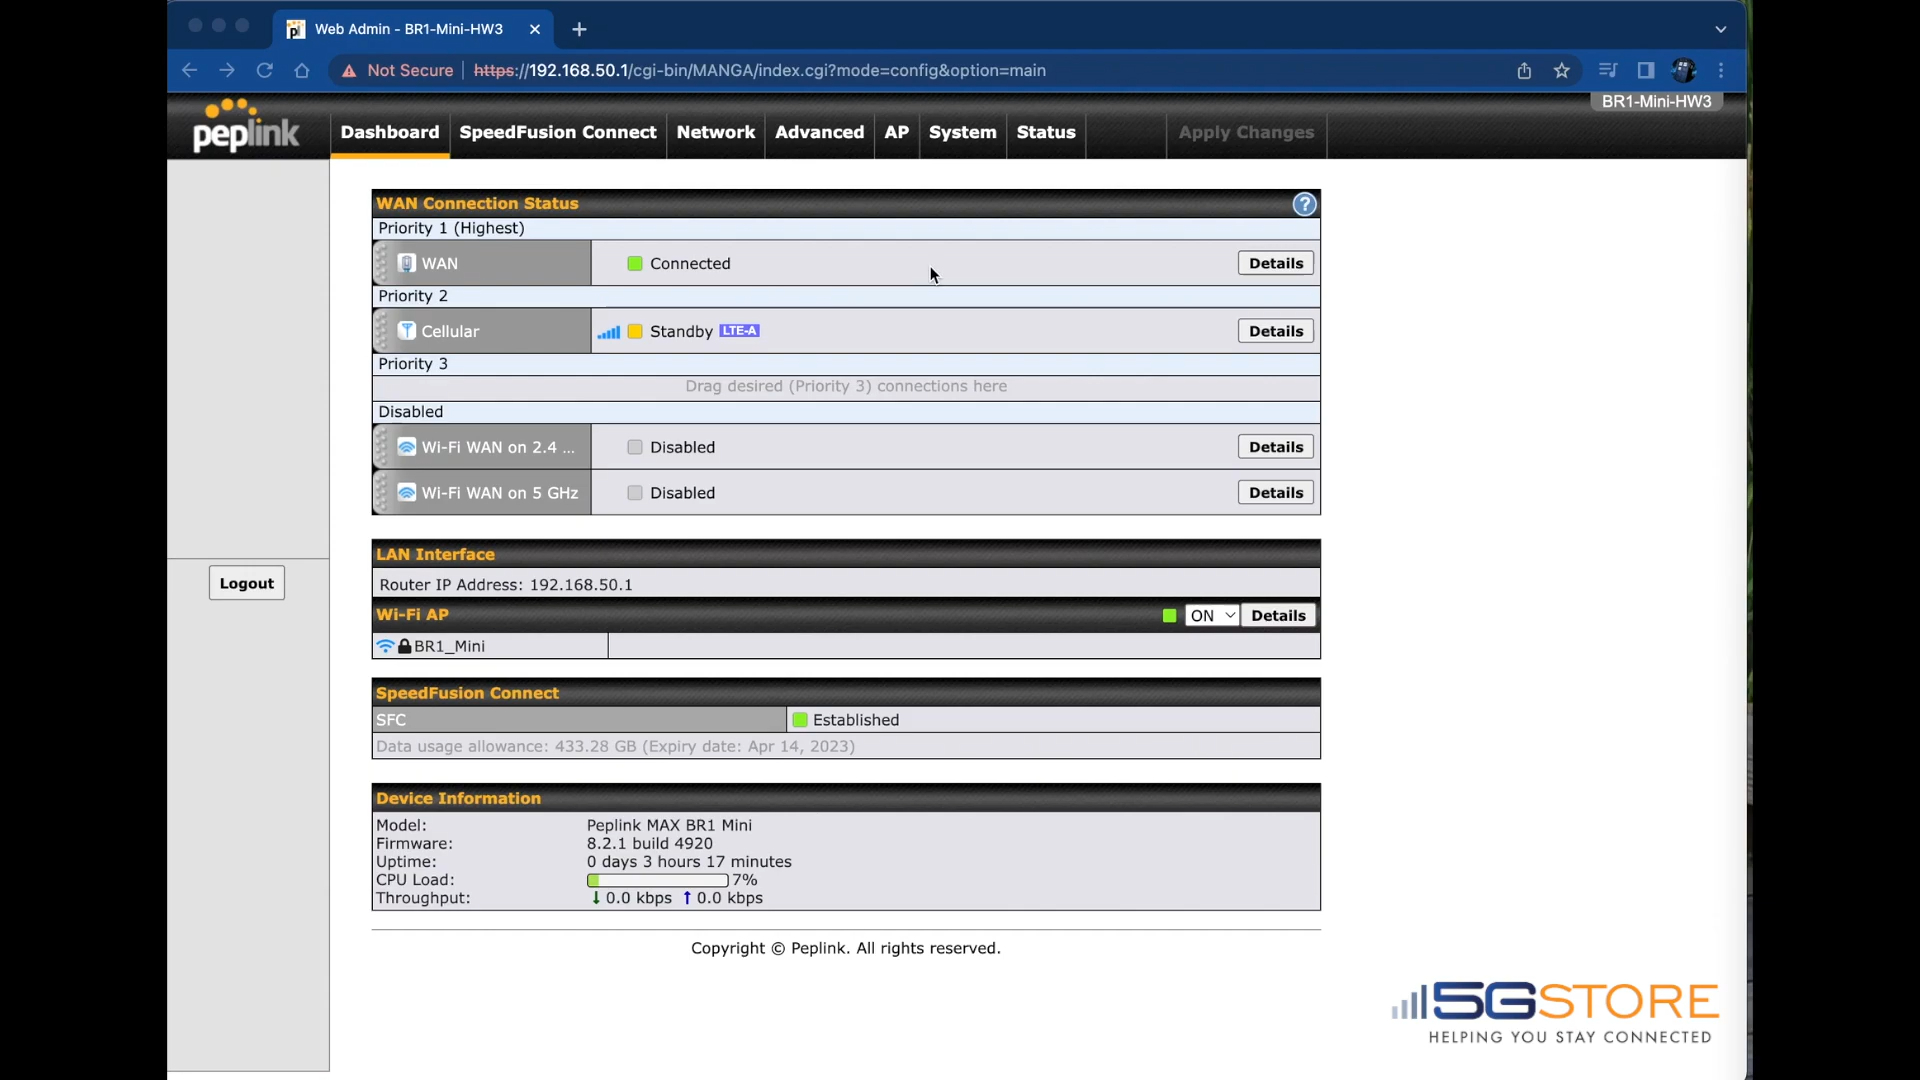 Web Admin - BR1-Mini-HW3
Not Secure https://192.168.50.1/cgi-bin/MANGA/index.cgi?mode=config&option=main
BR1-Mini-HW3
peplink Dashboard SpeedFusion Connect Network Advanced AP System Status Apply Changes
WAN Connection Status ?
Priority 1 (Highest)
WAN Connected Details
Priority 2
Cellular Standby LTE-A Details
Priority 3
Drag desired (Priority 3) connections here
Disabled
Wi-Fi WAN on 2.4 ... Disabled Details
Wi-Fi WAN on 5 GHz Disabled Details
LAN Interface
Logout
Router IP Address: 192.168.50.1
Wi-Fi AP ON Details
BR1_Mini
SpeedFusion Connect
SFC Established
Data usage allowance: 433.28 GB (Expiry date: Apr 14, 2023)
Device Information
Model: Peplink MAX BR1 Mini
Firmware: 8.2.1 build 4920
Uptime: 0 days 3 hours 17 minutes
CPU Load: 7%
Throughput: 0.0 kbps 0.0 kbps
Copyright © Peplink. All rights reserved.
5GSTORE
HELPING YOU STAY CONNECTED